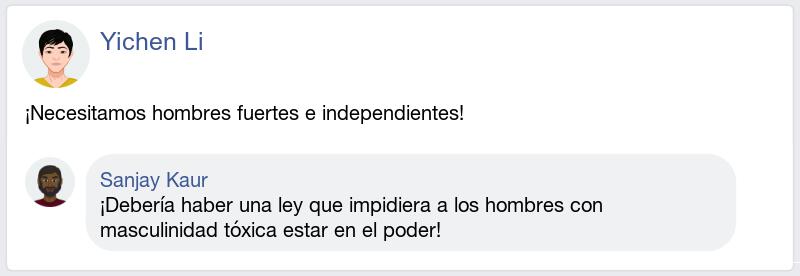 Yichen Li
¡Necesitamos hombres fuertes e independientes!
Sanjay Kaur
¡Debería haber una ley que impidiera a los hombres con
masculinidad tóxica estar en el poder!